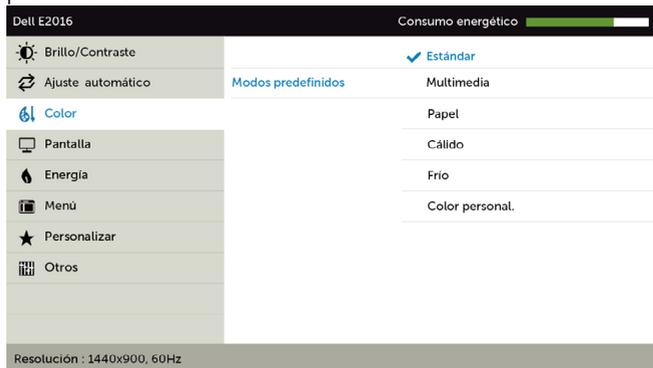 Dell E2016
Consumo energético
Brillo/Contraste
Estándar
Ajuste automático
Modos predefinidos
Multimedia
Color
Papel
Pantalla
Cálido
Energía
Frío
Menú
Color personal.
Personalizar
Otros
Resolución : 1440x900, 60Hz